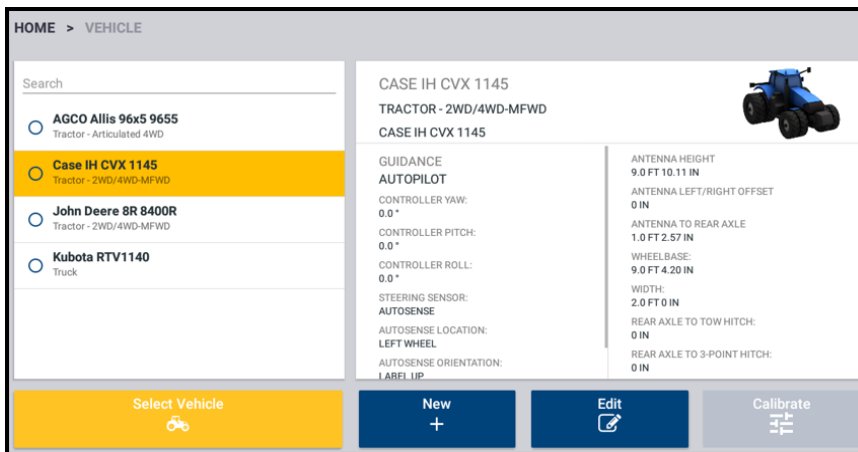 HOME > VEHICLE
Search
AGCO Allis 96x5 9655
Tractor - Articulated 4WD
Case IH CVX 1145
Tractor - 2WD/4WD-MFWD
John Deere 8R 8400R
Tractor - 2WD/4WD-MFWD
Kubota RTV1140
Truck
CASE IH CVX 1145
TRACTOR - 2WD/4WD-MFWD
CASE IH CVX 1145
GUIDANCE
AUTOPILOT
CONTROLLER YAW:
0.0 °
CONTROLLER PITCH:
0.0 °
CONTROLLER ROLL:
0.0 °
STEERING SENSOR:
AUTOSENSE
AUTOSENSE LOCATION:
LEFT WHEEL
AUTOSENSE ORIENTATION:
LABEL UP
ANTENNA HEIGHT
9.0 FT 10.11 IN
ANTENNA LEFT/RIGHT OFFSET
0 IN
ANTENNA TO REAR AXLE
1.0 FT 2.57 IN
WHEELBASE:
9.0 FT 4.20 IN
WIDTH:
2.0 FT 0 IN
REAR AXLE TO TOW HITCH:
0 IN
REAR AXLE TO 3-POINT HITCH:
0 IN
Select Vehicle
New
Edit
Calibrate